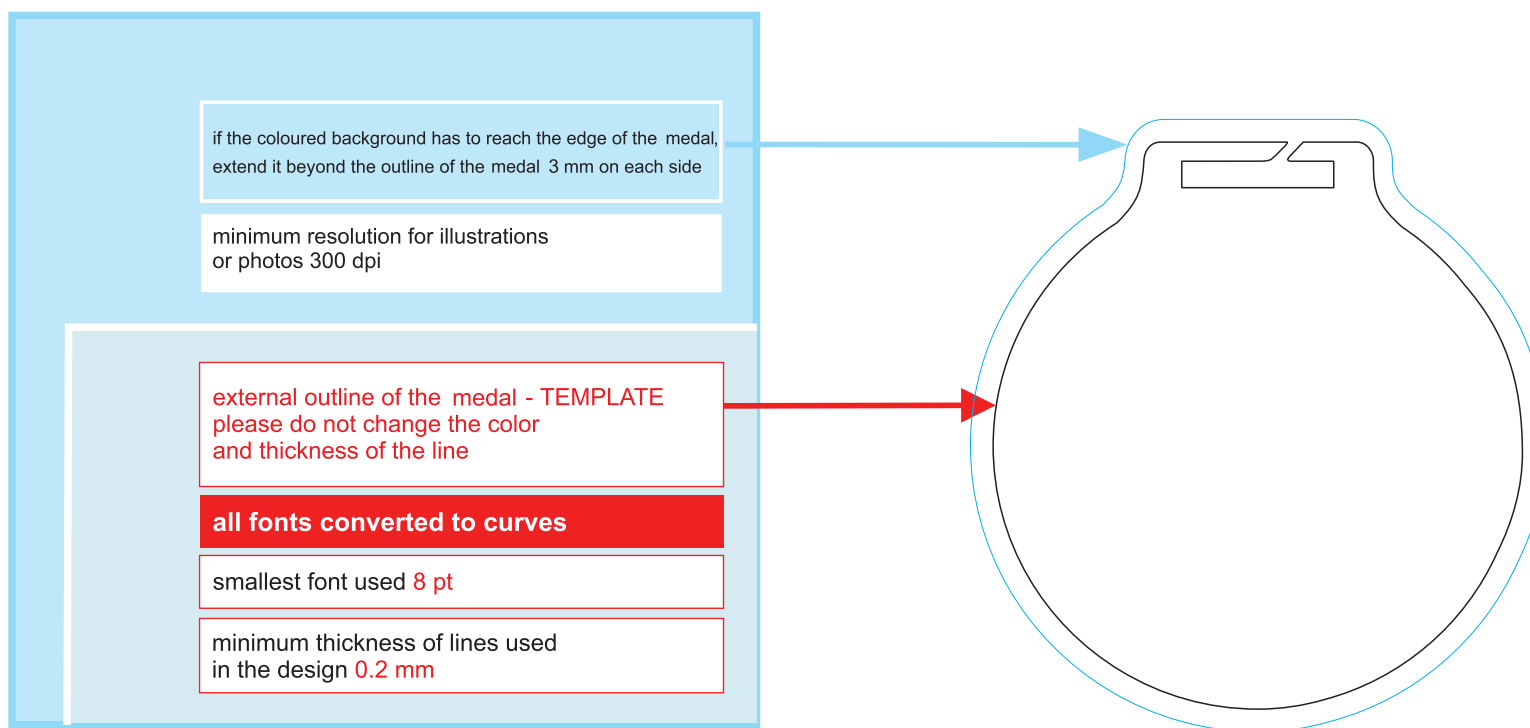 if the coloured background has to reach the edge of the medal,
extend it beyond the outline of the medal 3 mm on each side
minimum resolution for illustrations
or photos 300 dpi
external outline of the medal - TEMPLATE
please do not change the color
and thickness of the line
all fonts converted to curves
smallest font used 8 pt
minimum thickness of lines used
in the design 0.2 mm